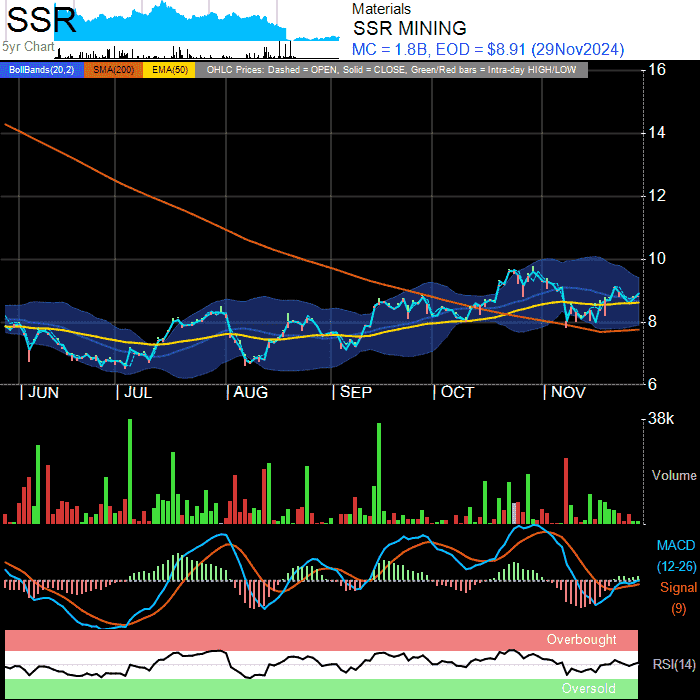 SSR
5yr Chart
Materials
SSR MINING
MC = 1.8B, EOD = $8.91 (29Nov2024)
BollBands(20,2) SMA(200) EMA(50) OHLC Prices: Dashed = OPEN, Solid = CLOSE, Green/Red bars = Intra-day HIGH/LOW
16
14
12
10
8
6
JUN JUL AUG SEP OCT NOV
38k
Volume
MACD
(12-26)
Signal
(9)
Overbought
RSI(14)
Oversold